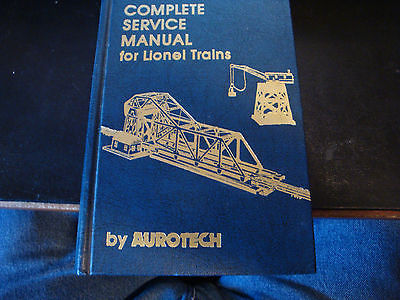 COMPLETE
SERVICE
MANUAL
for Lionel Trains
by AUROTECH